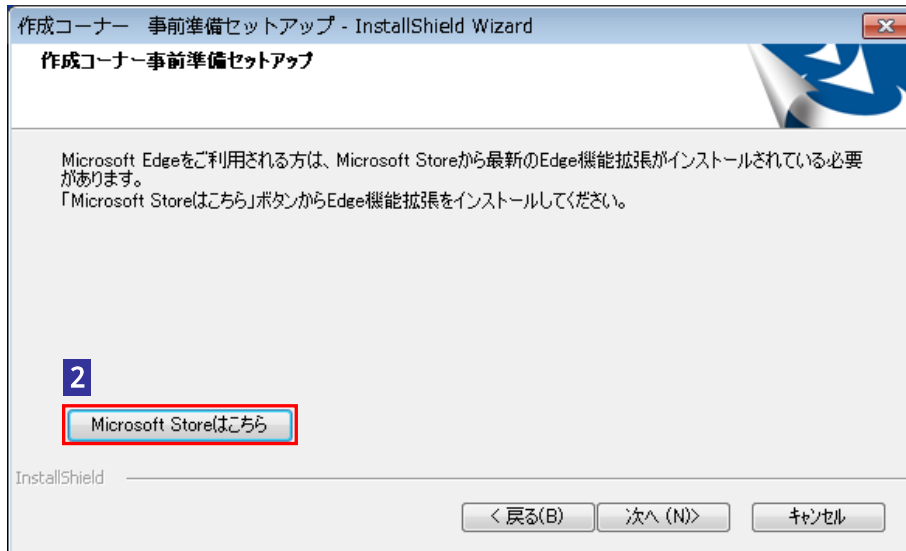 作成コーナー　事前準備セットアップ - InstallShield Wizard
作成コーナー事前準備セットアップ
Microsoft Edgeをご利用される方は、Microsoft Storeから最新のEdge機能拡張がインストールされている必要
があります。
「Microsoft Storeはこちら」ボタンからEdge機能拡張をインストールしてください。
2
Microsoft Storeはこちら
InstallShield
< 戻る(B)
次へ (N)>
キャンセル